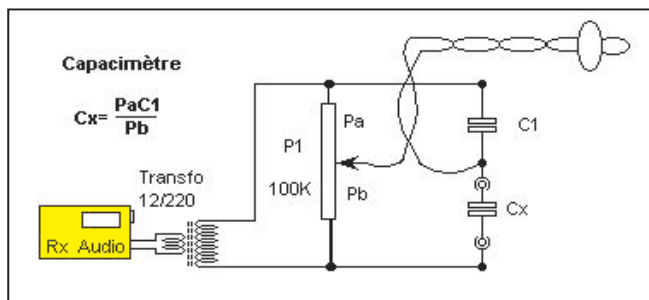 Capacimètre
Cx= PaC1
Pb
Pa
C1
P1
Transfo
12/220
100K
Pb
Cx
Rx Audio